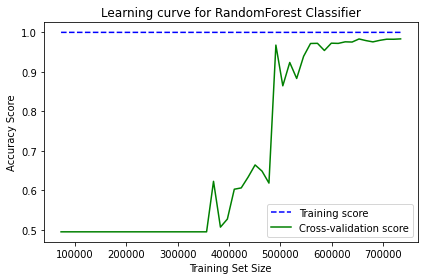 Learning curve for RandomForest Classifier
Accuracy Score
1.0
0.9
0.8
0.7
0.6
0.5
100000 200000 300000 400000 500000 600000 700000
Training Set Size
Training score
Cross-validation score